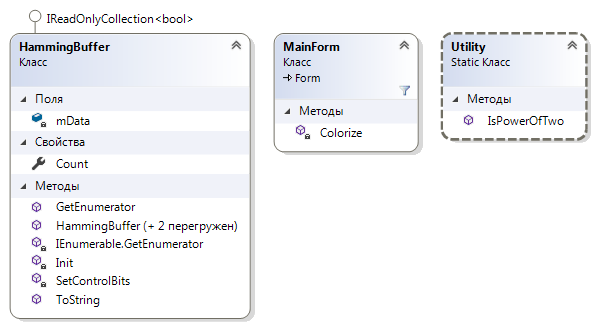 IReadOnlyCollection<bool>
HammingBuffer
Класс
Поля
mData
Свойства
Count
Методы
GetEnumerator
HammingBuffer (+ 2 перегружен)
IEnumerable.GetEnumerator
Init
SetControlBits
ToString
MainForm
Класс
Form
Методы
Colorize
Utility
Static Класс
Методы
IsPowerOfTwo